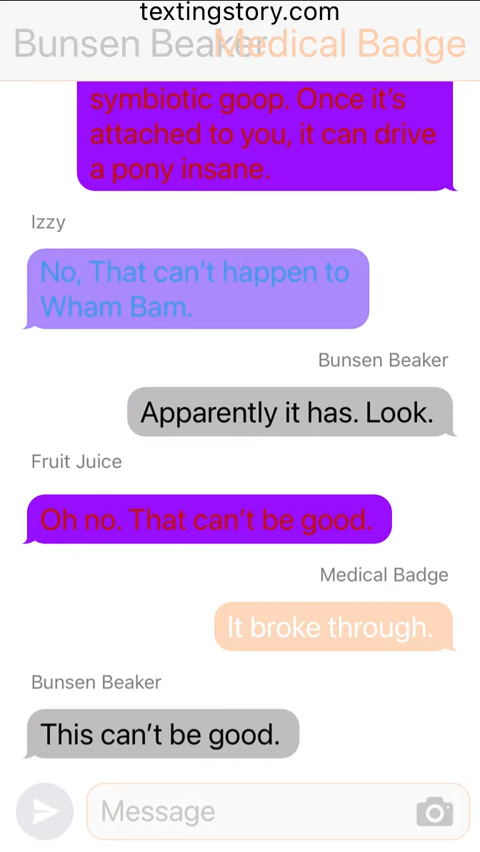 textingstory.com
Bunsen Beaker
Medical Badge
symbiotic goop. Once it's
attached to you, it can drive
a pony insane.
Izzy
No, That can't happen to
Wham Bam.
Bunsen Beaker
Apparently it has. Look.
Fruit Juice
Oh no. That can't be good.
Medical Badge
It broke through.
Bunsen Beaker
This can't be good.
Message